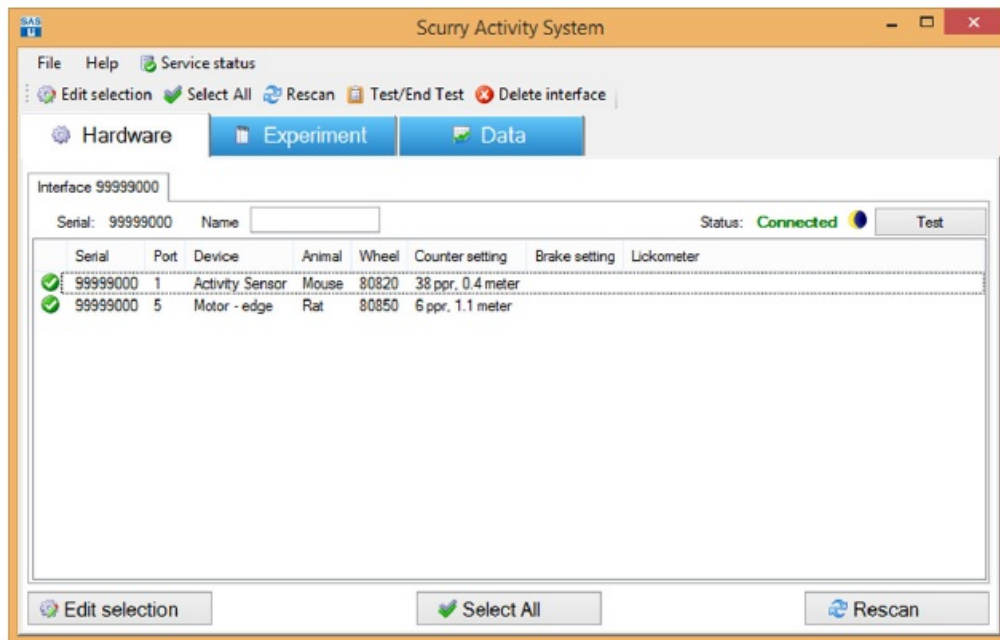 SAS
U
Scurry Activity System
File Help Service status
Edit selection Select All Rescan Test/End Test Delete interface
Hardware Experiment Data
Interface 99999000
Serial: 99999000 Name Status: Connected Test
Serial Port Device Animal Wheel Counter setting Brake setting Lickometer
99999000 1 Activity Sensor Mouse 80820 38 ppr, 0.4 meter
99999000 5 Motor - edge Rat 80850 6 ppr, 1.1 meter
Edit selection Select All Rescan